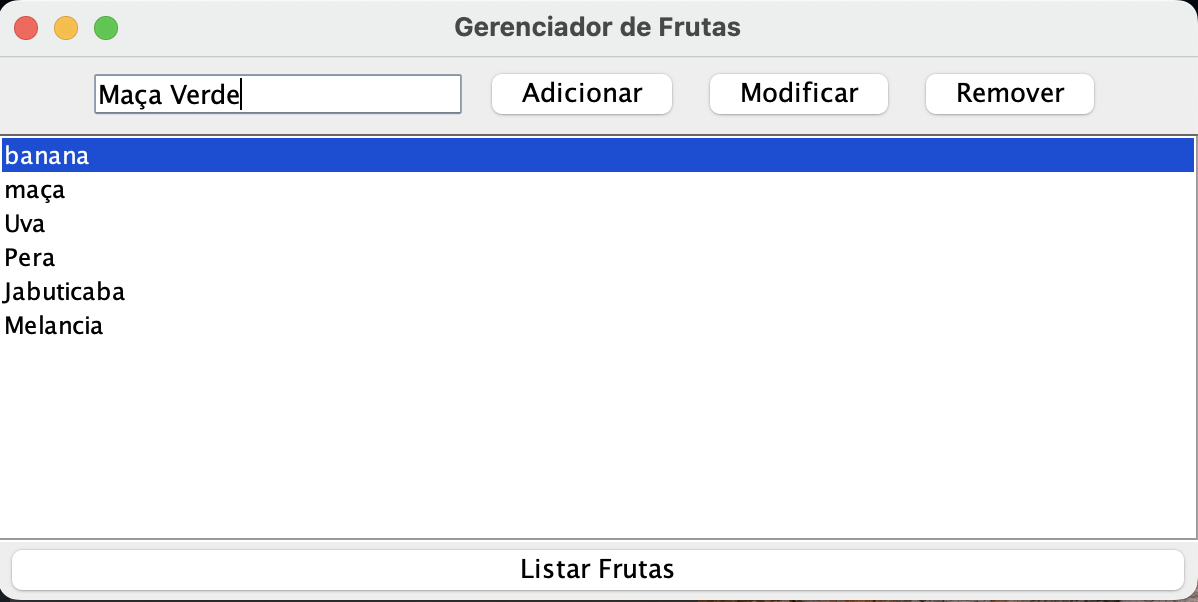 Gerenciador de Frutas
Maça Verde Adicionar Modificar Remover
banana
maça
Uva
Pera
Jabuticaba
Melancia
Listar Frutas